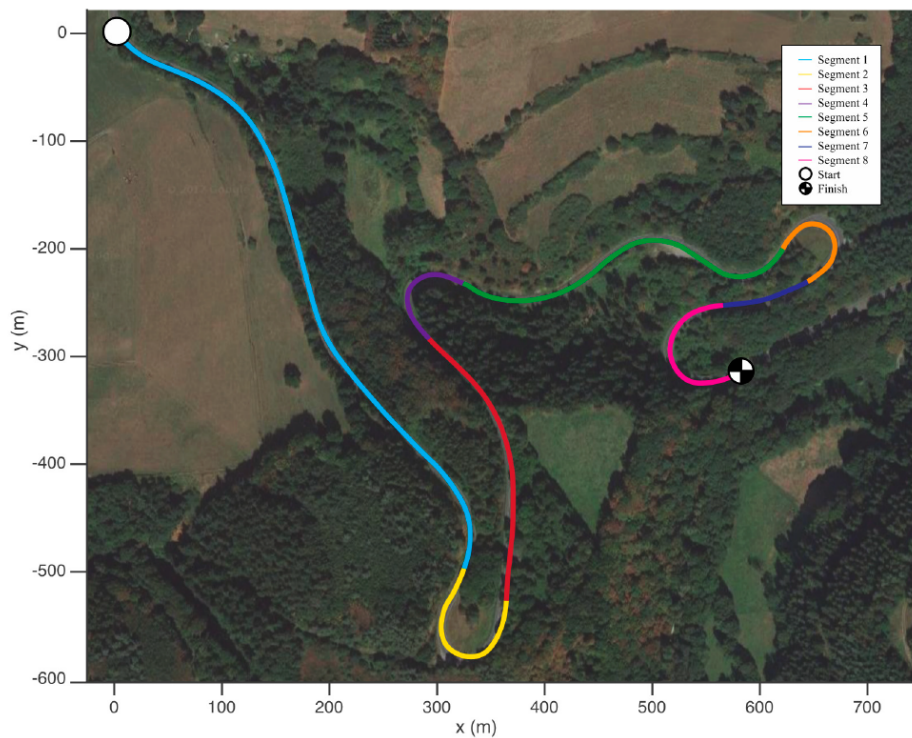 0
-100
-200
-300
-400
-500
-600
y (m)
0 100 200 300 400 500 600 700
x (m)
Segment 1
Segment 2
Segment 3
Segment 4
Segment 5
Segment 6
Segment 7
Segment 8
Start
Finish